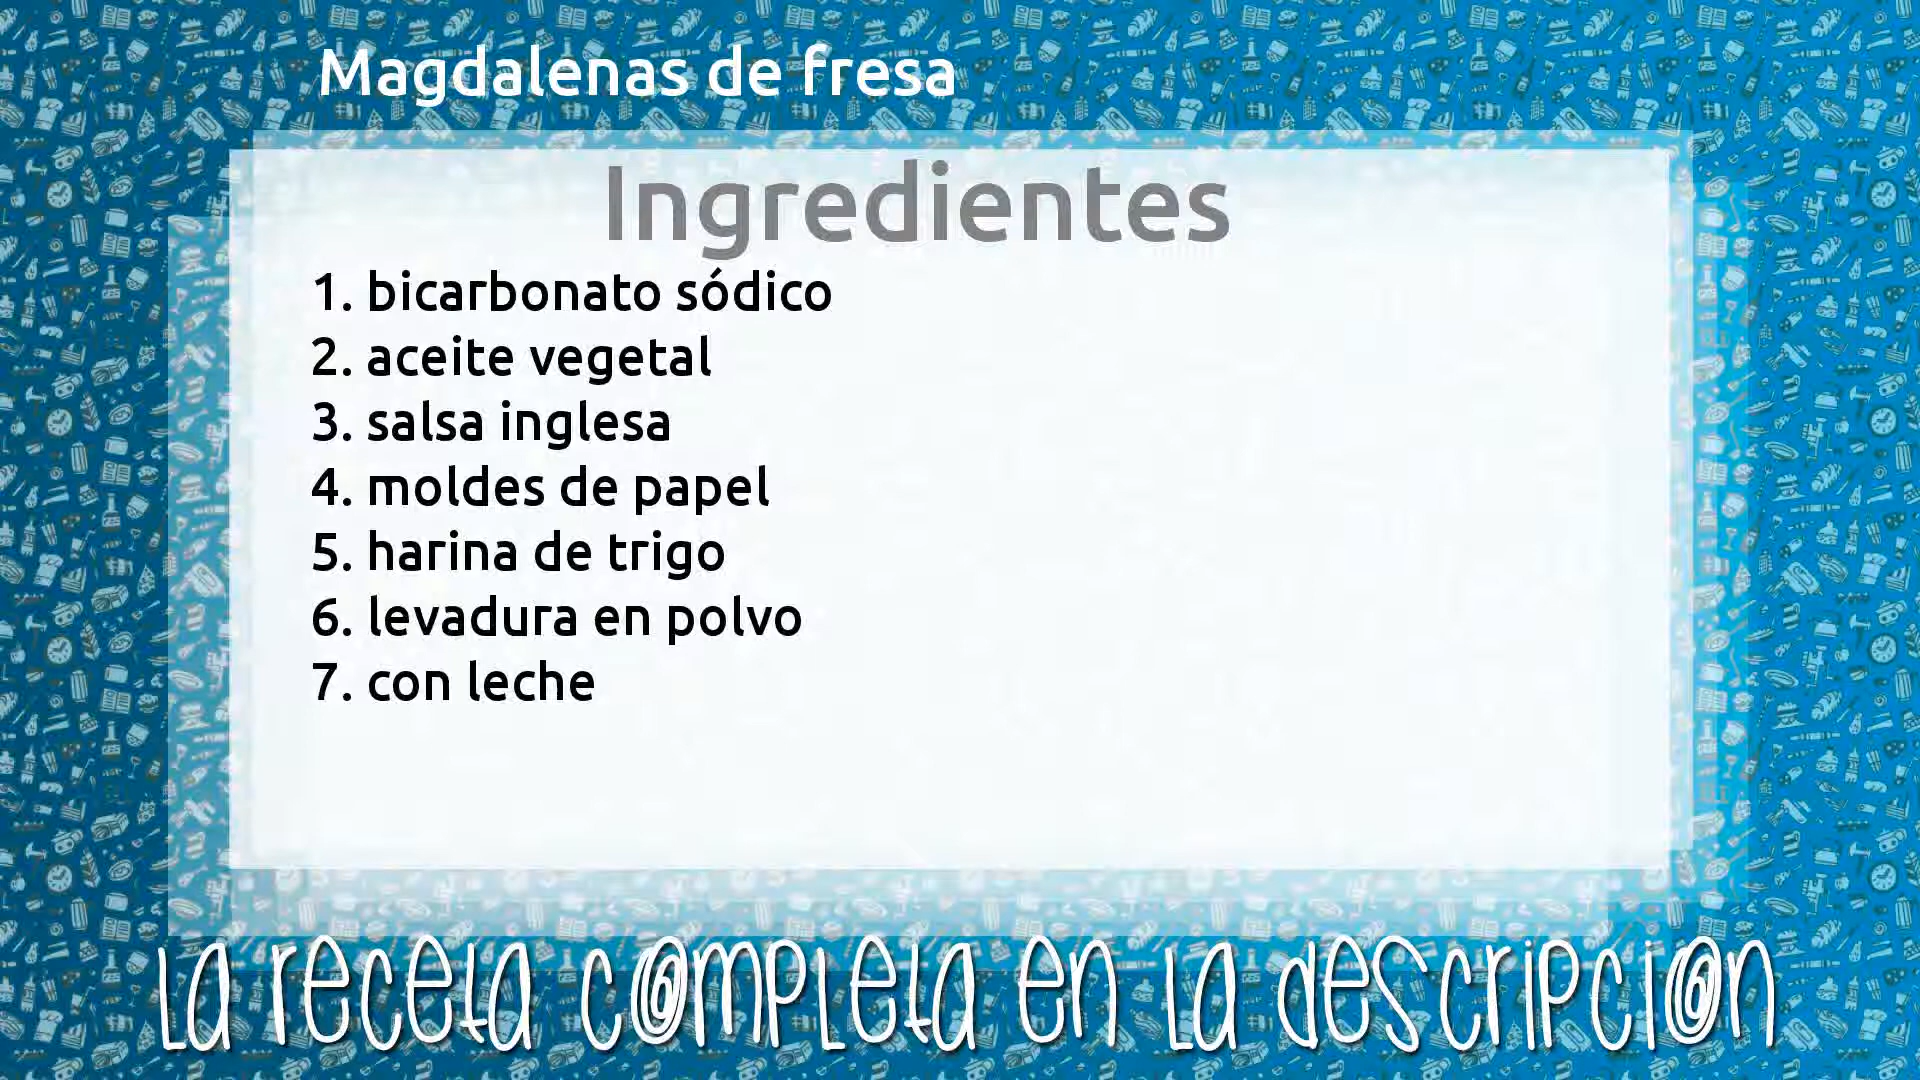 Magdalenas de fresa
Ingredientes
1. bicarbonato sódico
2. aceite vegetal
3. salsa inglesa
4. moldes de papel
5. harina de trigo
6. levadura en polvo
7. con leche
La receta completa en la descripcion